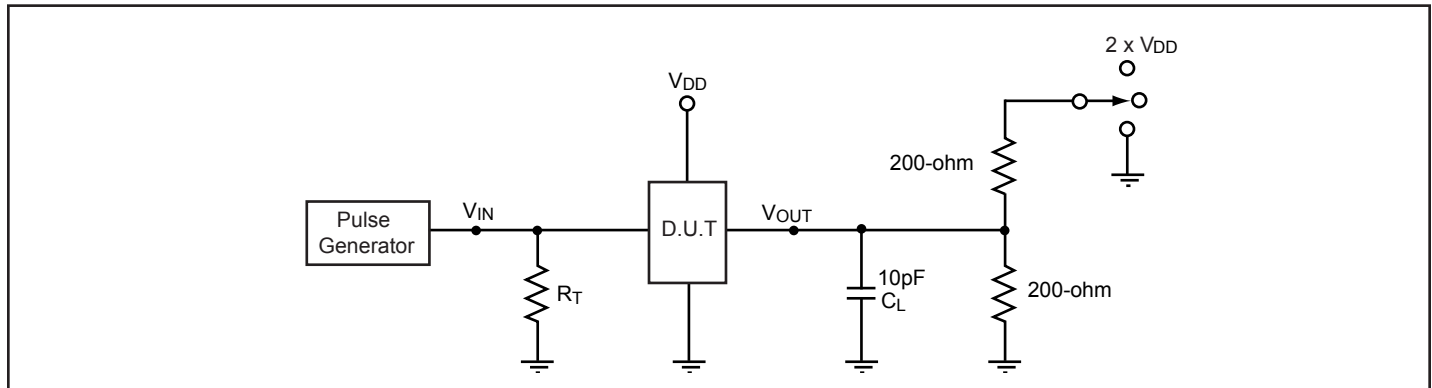 2 x VDD
VDD
200-ohm
Pulse
Generator
VIN
D.U.T
VOUT
RT
10pF
CL
200-ohm